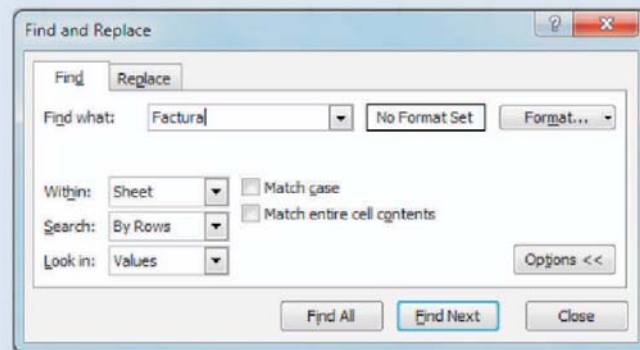 Find and Replace
Find Replace
Find what: Factura No Format Set Format...
Within: Sheet Match case
Match entire cell contents
Search: By Rows
Look in: Values Options <<
Find All Find Next Close